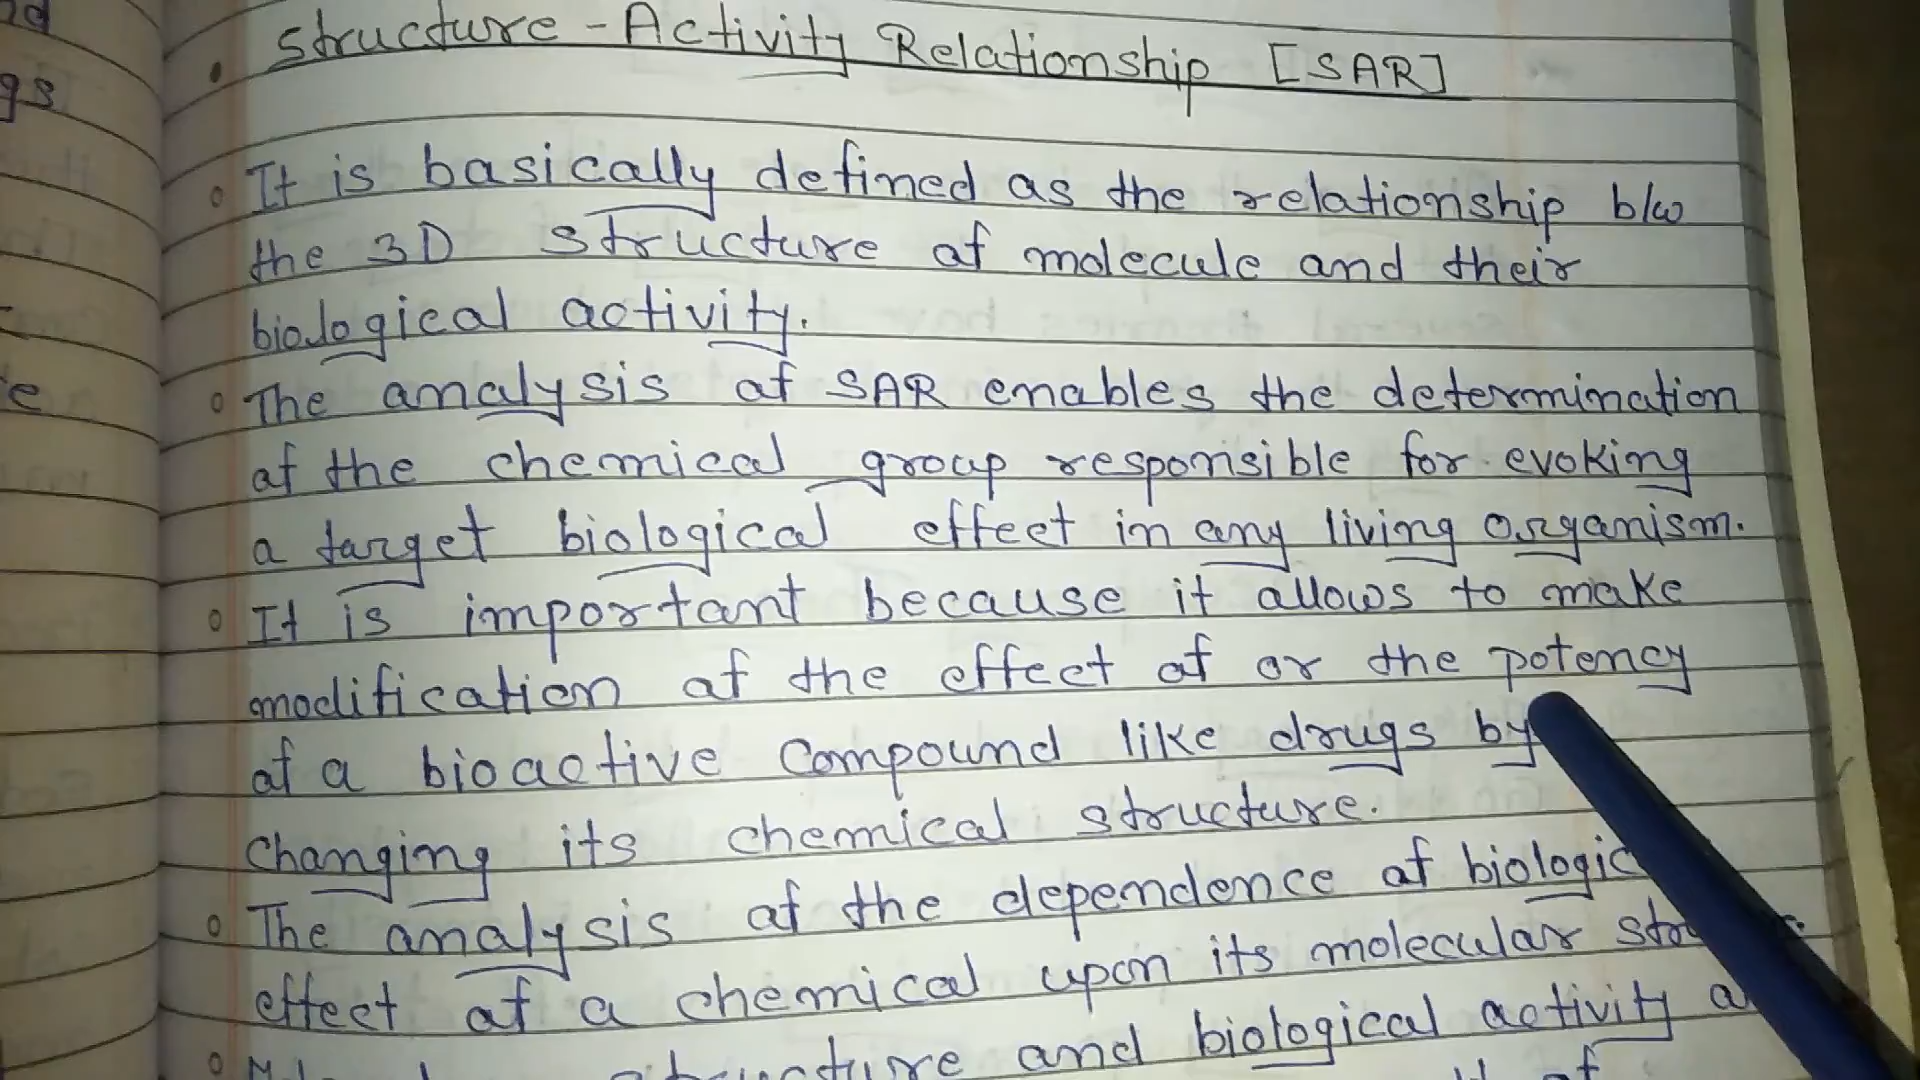 Structure - Activity Relationship [SAR]
It is basically defined as the relationship b/w
the 3D structure of molecule and their
biological activity.
The analysis of SAR enables the determination
of the chemical group responsible for evoking
a target biological effect in any living organism.
It is important because it allows to make
modification of the effect of or the potency
of a bioactive compound like drugs by
changing its chemical structure.
The analysis of the dependence of
effect of a chemical upon its molecular
and biological activity